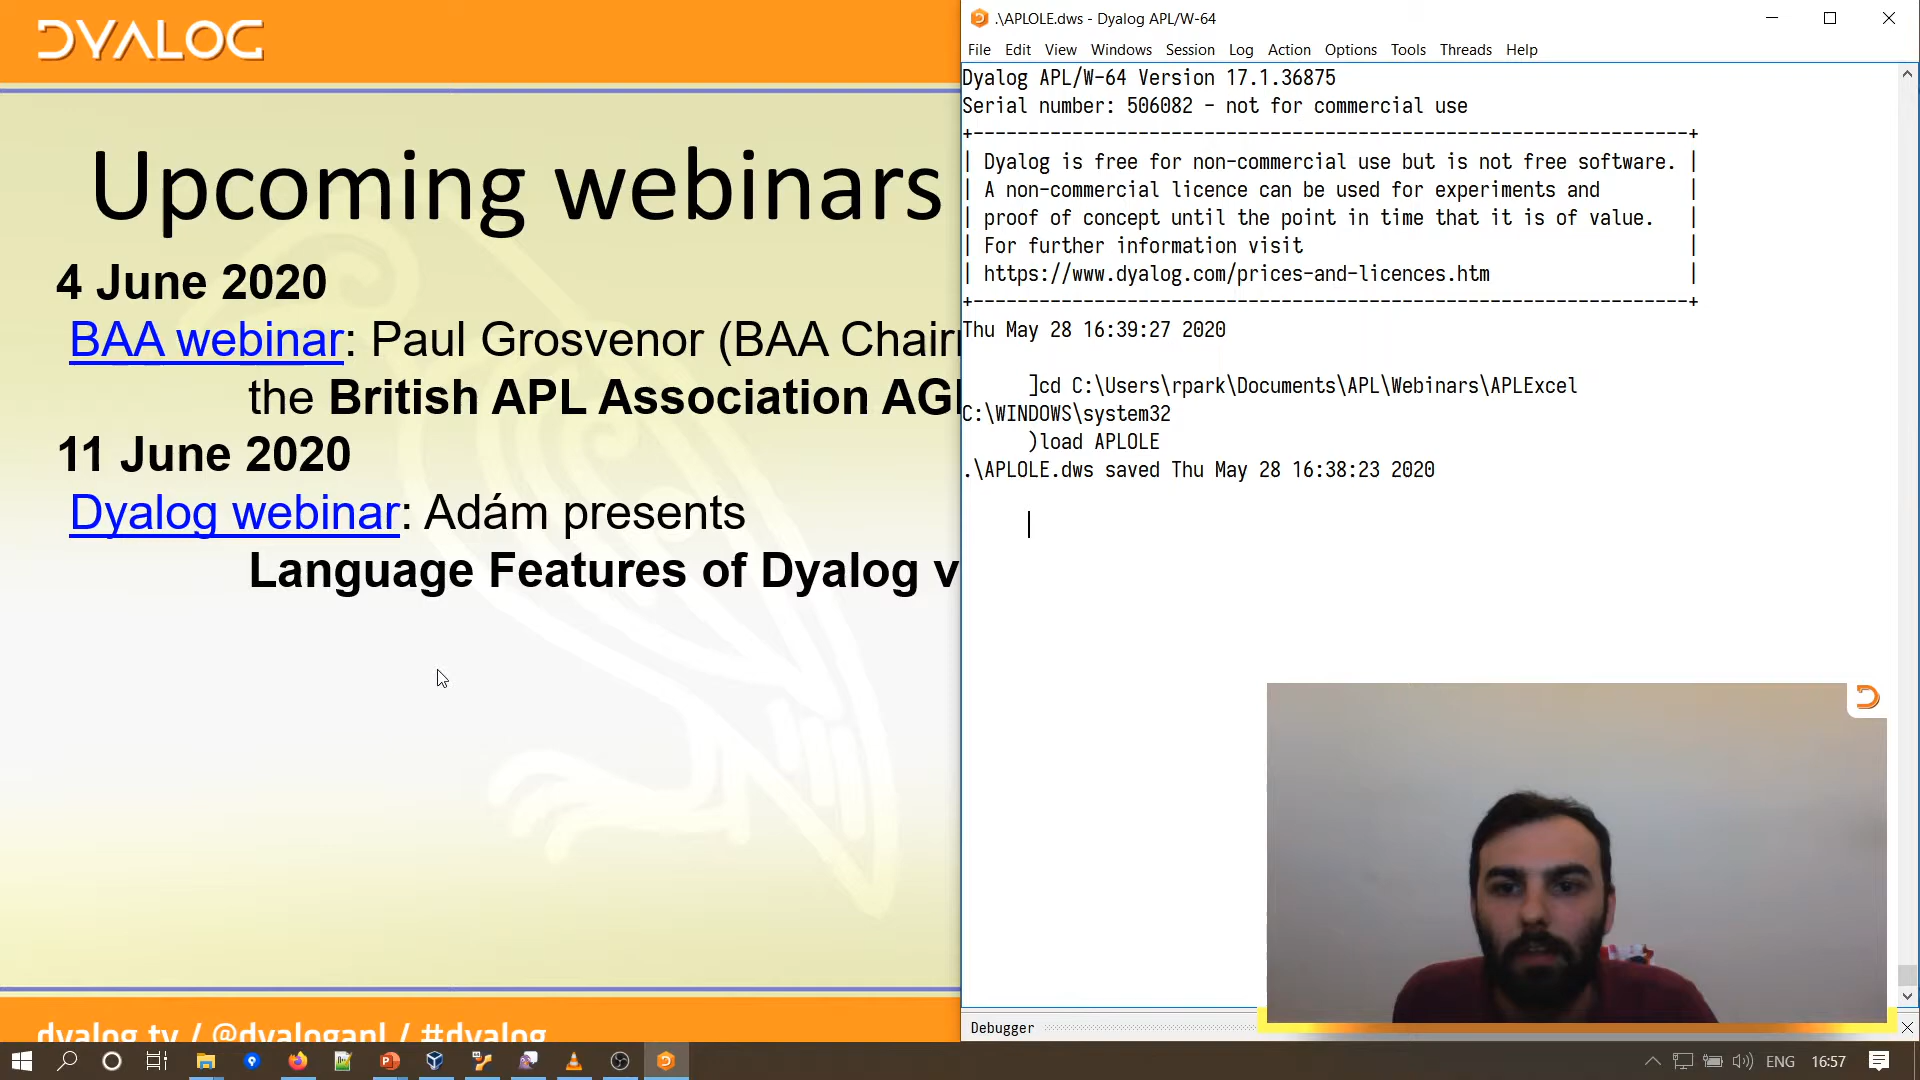 DYALOG
Upcoming webinars
4 June 2020
BAA webinar: Paul Grosvenor (BAA Chair
the British APL Association AG
11 June 2020
Dyalog webinar: Adám presents
Language Features of Dyalog v
dyalog.tv / @dyalogapl / #dyalog
.\APLOLE.dws - Dyalog APL/W-64
File Edit View Windows Session Log Action Options Tools Threads Help
Dyalog APL/W-64 Version 17.1.36875
Serial number: 506082 - not for commercial use
+----------------------------------------------------------------+
| Dyalog is free for non-commercial use but is not free software. |
| A non-commercial licence can be used for experiments and |
| proof of concept until the point in time that it is of value. |
| For further information visit |
| https://www.dyalog.com/prices-and-licences.htm |
+----------------------------------------------------------------+
Thu May 28 16:39:27 2020
]cd C:\Users\rpark\Documents\APL\Webinars\APLExcel
C:\WINDOWS\system32
)load APLOLE
.\APLOLE.dws saved Thu May 28 16:38:23 2020
Debugger
ENG 16:57